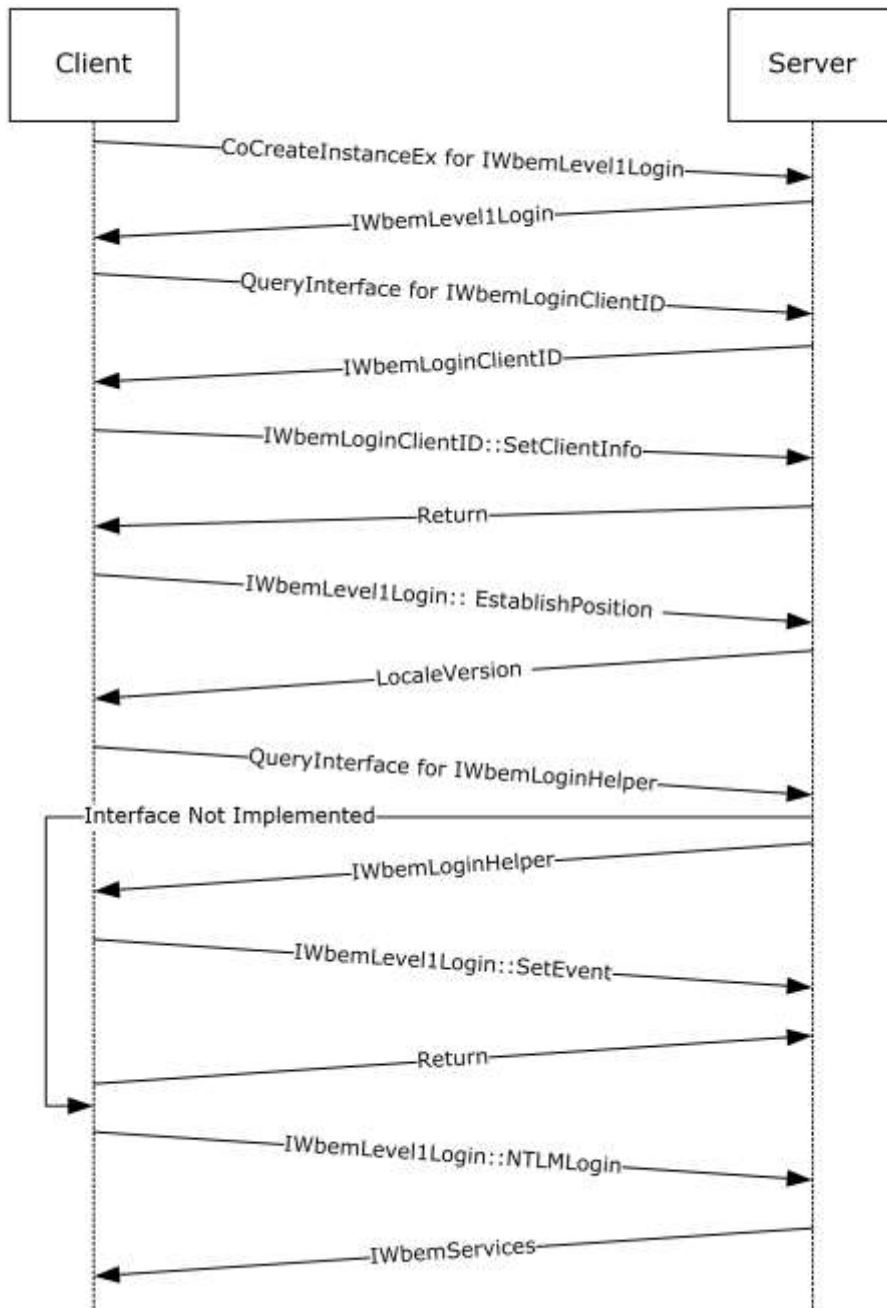 Client
Server
CoCreateInstanceEx for IWbemLevel1Login
IWbemLevel1Login
QueryInterface for IWbemLoginClientID
IWbemLoginClientID
IWbemLoginClientID::SetClientInfo
Return
IWbemLevel1Login:: EstablishPosition
LocaleVersion
QueryInterface for IWbemLoginHelper
Interface Not Implemented
IWbemLoginHelper
IWbemLevel1Login::SetEvent
Return
IWbemLevel1Login::NTLMLogin
IWbemServices